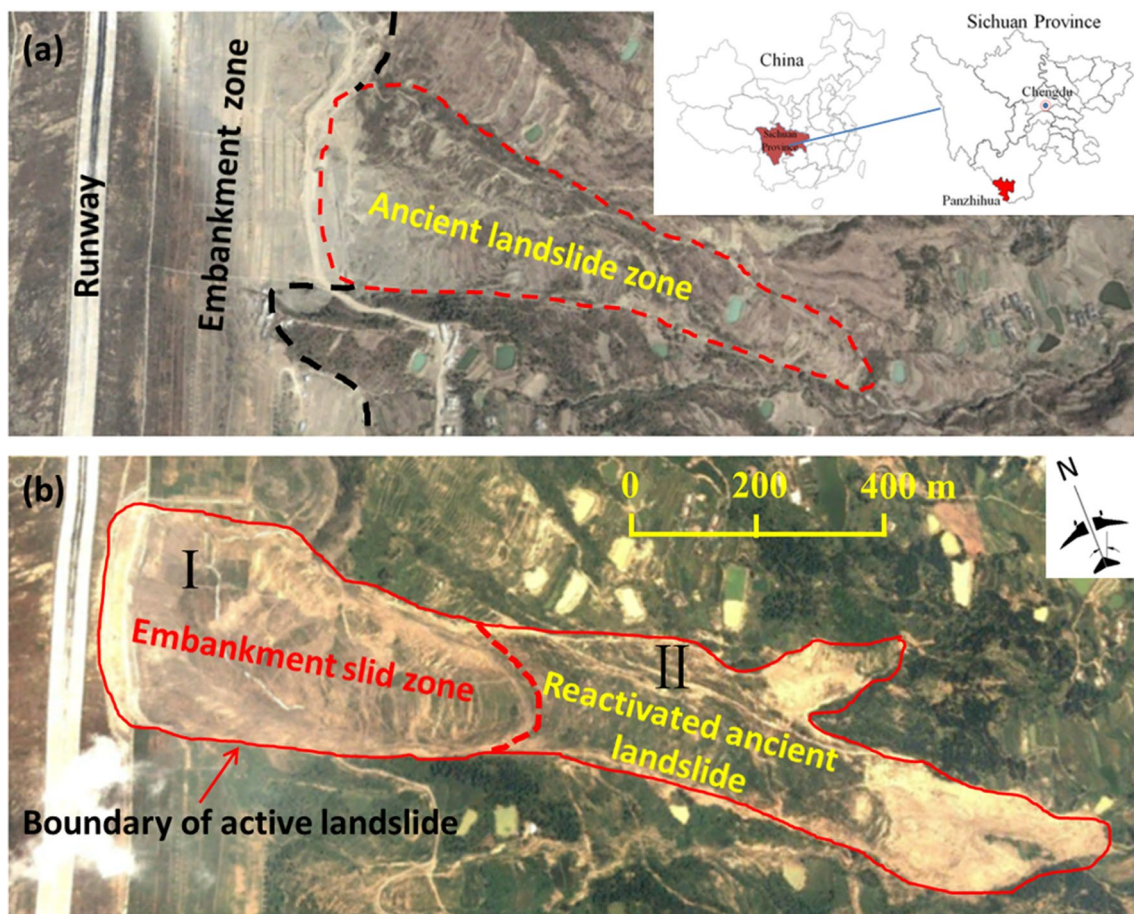 (a)
Runway
Embankment zone
Ancient landslide zone
China
Sichuan
Province
Sichuan Province
Chengdu
Panzhihua
(b)
0 200 400 m
N
I
Embankment slid zone
II
Reactivated ancient
landslide
Boundary of active landslide